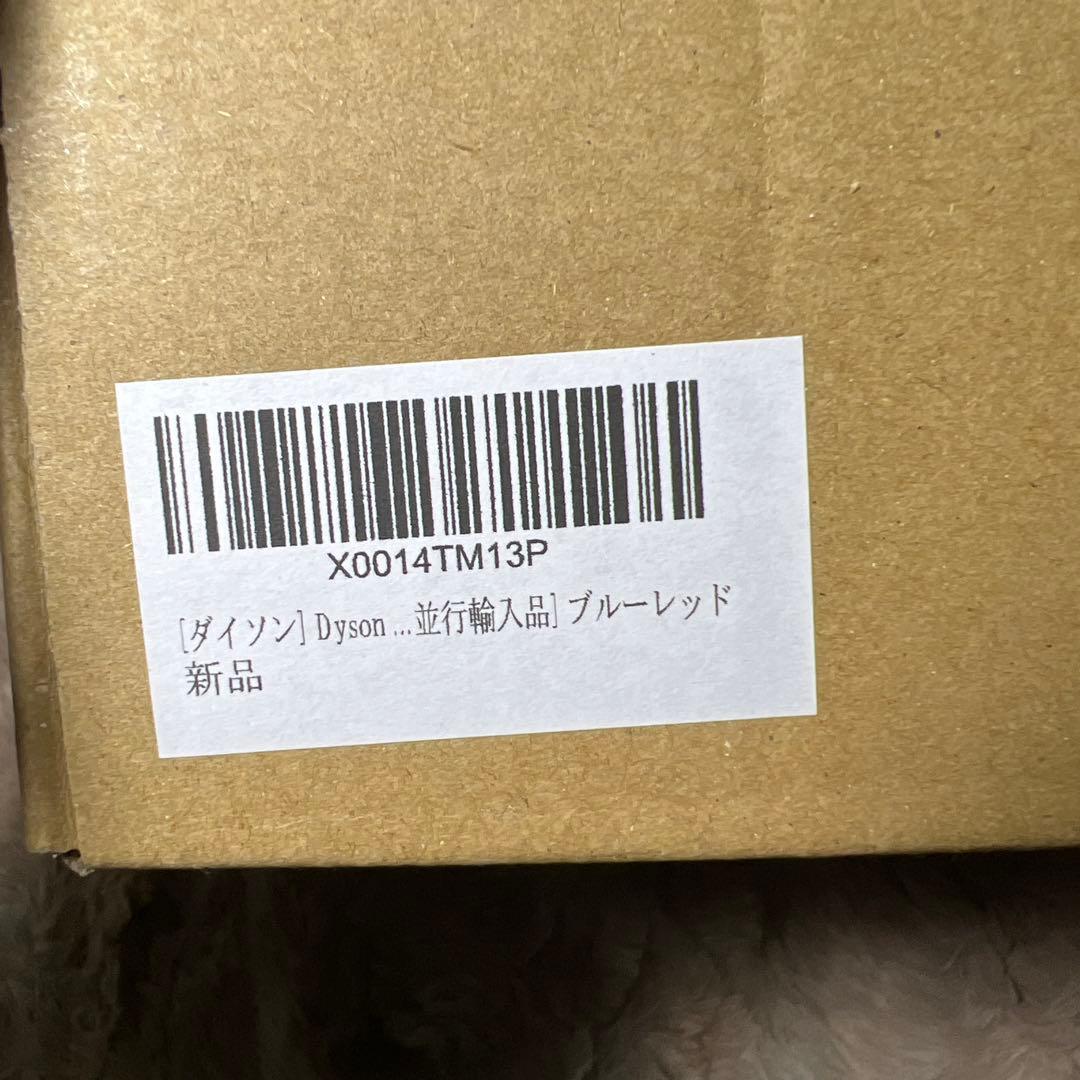 X0014TM13P
[ダイソン] Dyson ...並行輸入品] ブルーレッド
新品